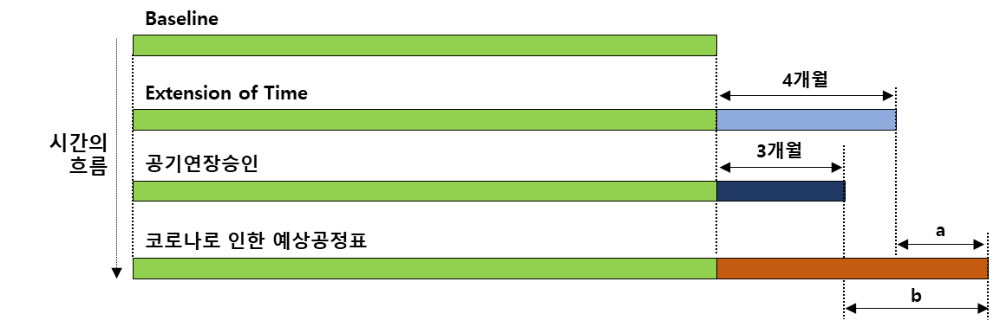 Baseline
Extension of Time
4개월
시간의
흐름
공기연장승인
3개월
코로나로 인한 예상공정표
a
b